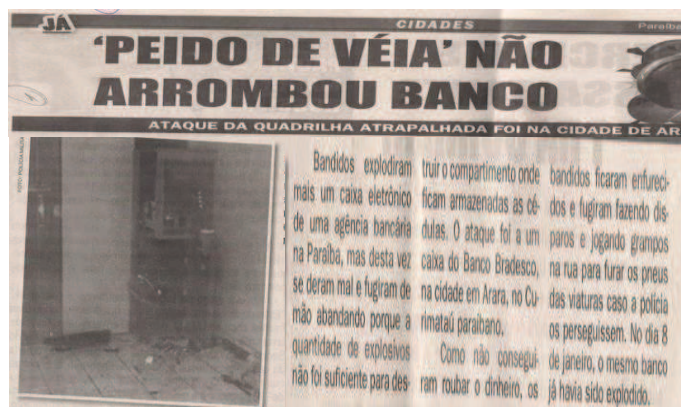 JÁ
CIDADES
Paraíba
'PEIDO DE VÉIA' NÃO
ARROMBOU BANCO
ATAQUE DA QUADRILHA ATRAPALHADA FOI NA CIDADE DE AR
Bandidos explodiram
mais um caixa eletrônico
de uma agência bancária
na Paraíba, mas desta vez
se deram mal e fugiram de
mão abandando porque a
quantidade de explosivos
não foi suficiente para des-
truir o compartimento onde
ficam armazenadas as cé-
dulas. O ataque foi a um
caixa do Banco Bradesco,
na cidade em Arara, no Cu-
rimataú paraibano.
Como não consegui-
ram roubar o dinheiro, os
bandidos ficaram enfureci-
dos e fugiram fazendo dis-
paros e jogando grampos
na rua para furar os pneus
das viaturas caso a polícia
os perseguissem. No dia 8
de janeiro, o mesmo banco
já havia sido explodido.